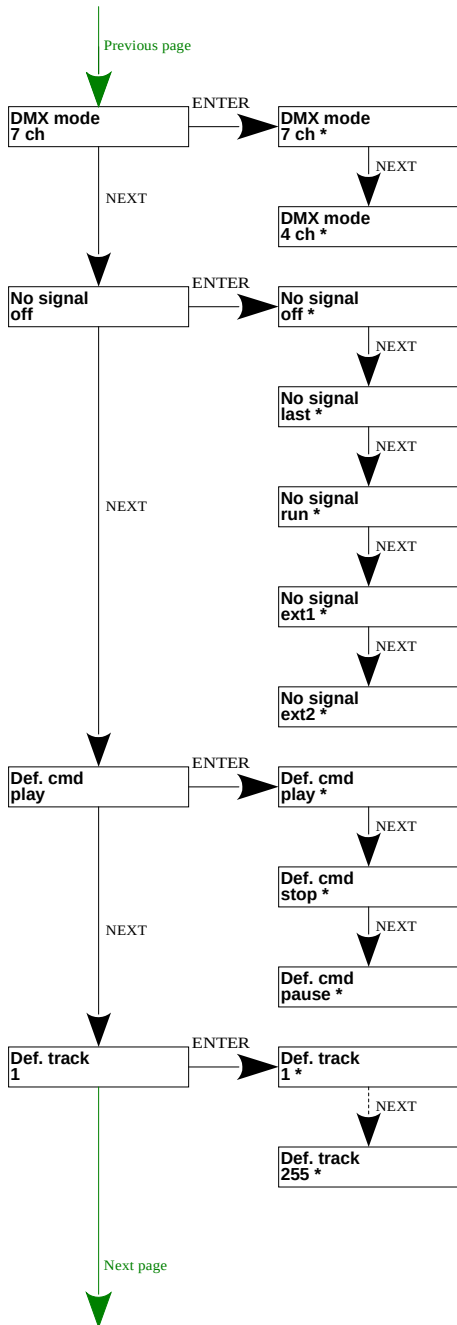 Previous page
DMX mode
7 ch
ENTER
DMX mode
7 ch *
NEXT
NEXT
DMX mode
4 ch *
No signal
off
ENTER
No signal
off *
NEXT
No signal
last *
NEXT
NEXT
No signal
run *
NEXT
No signal
ext1 *
NEXT
No signal
ext2 *
Def. cmd
play
ENTER
Def. cmd
play *
NEXT
Def. cmd
stop *
NEXT
NEXT
Def. cmd
pause *
Def. track
1
ENTER
Def. track
1 *
NEXT
Def. track
255 *
Next page